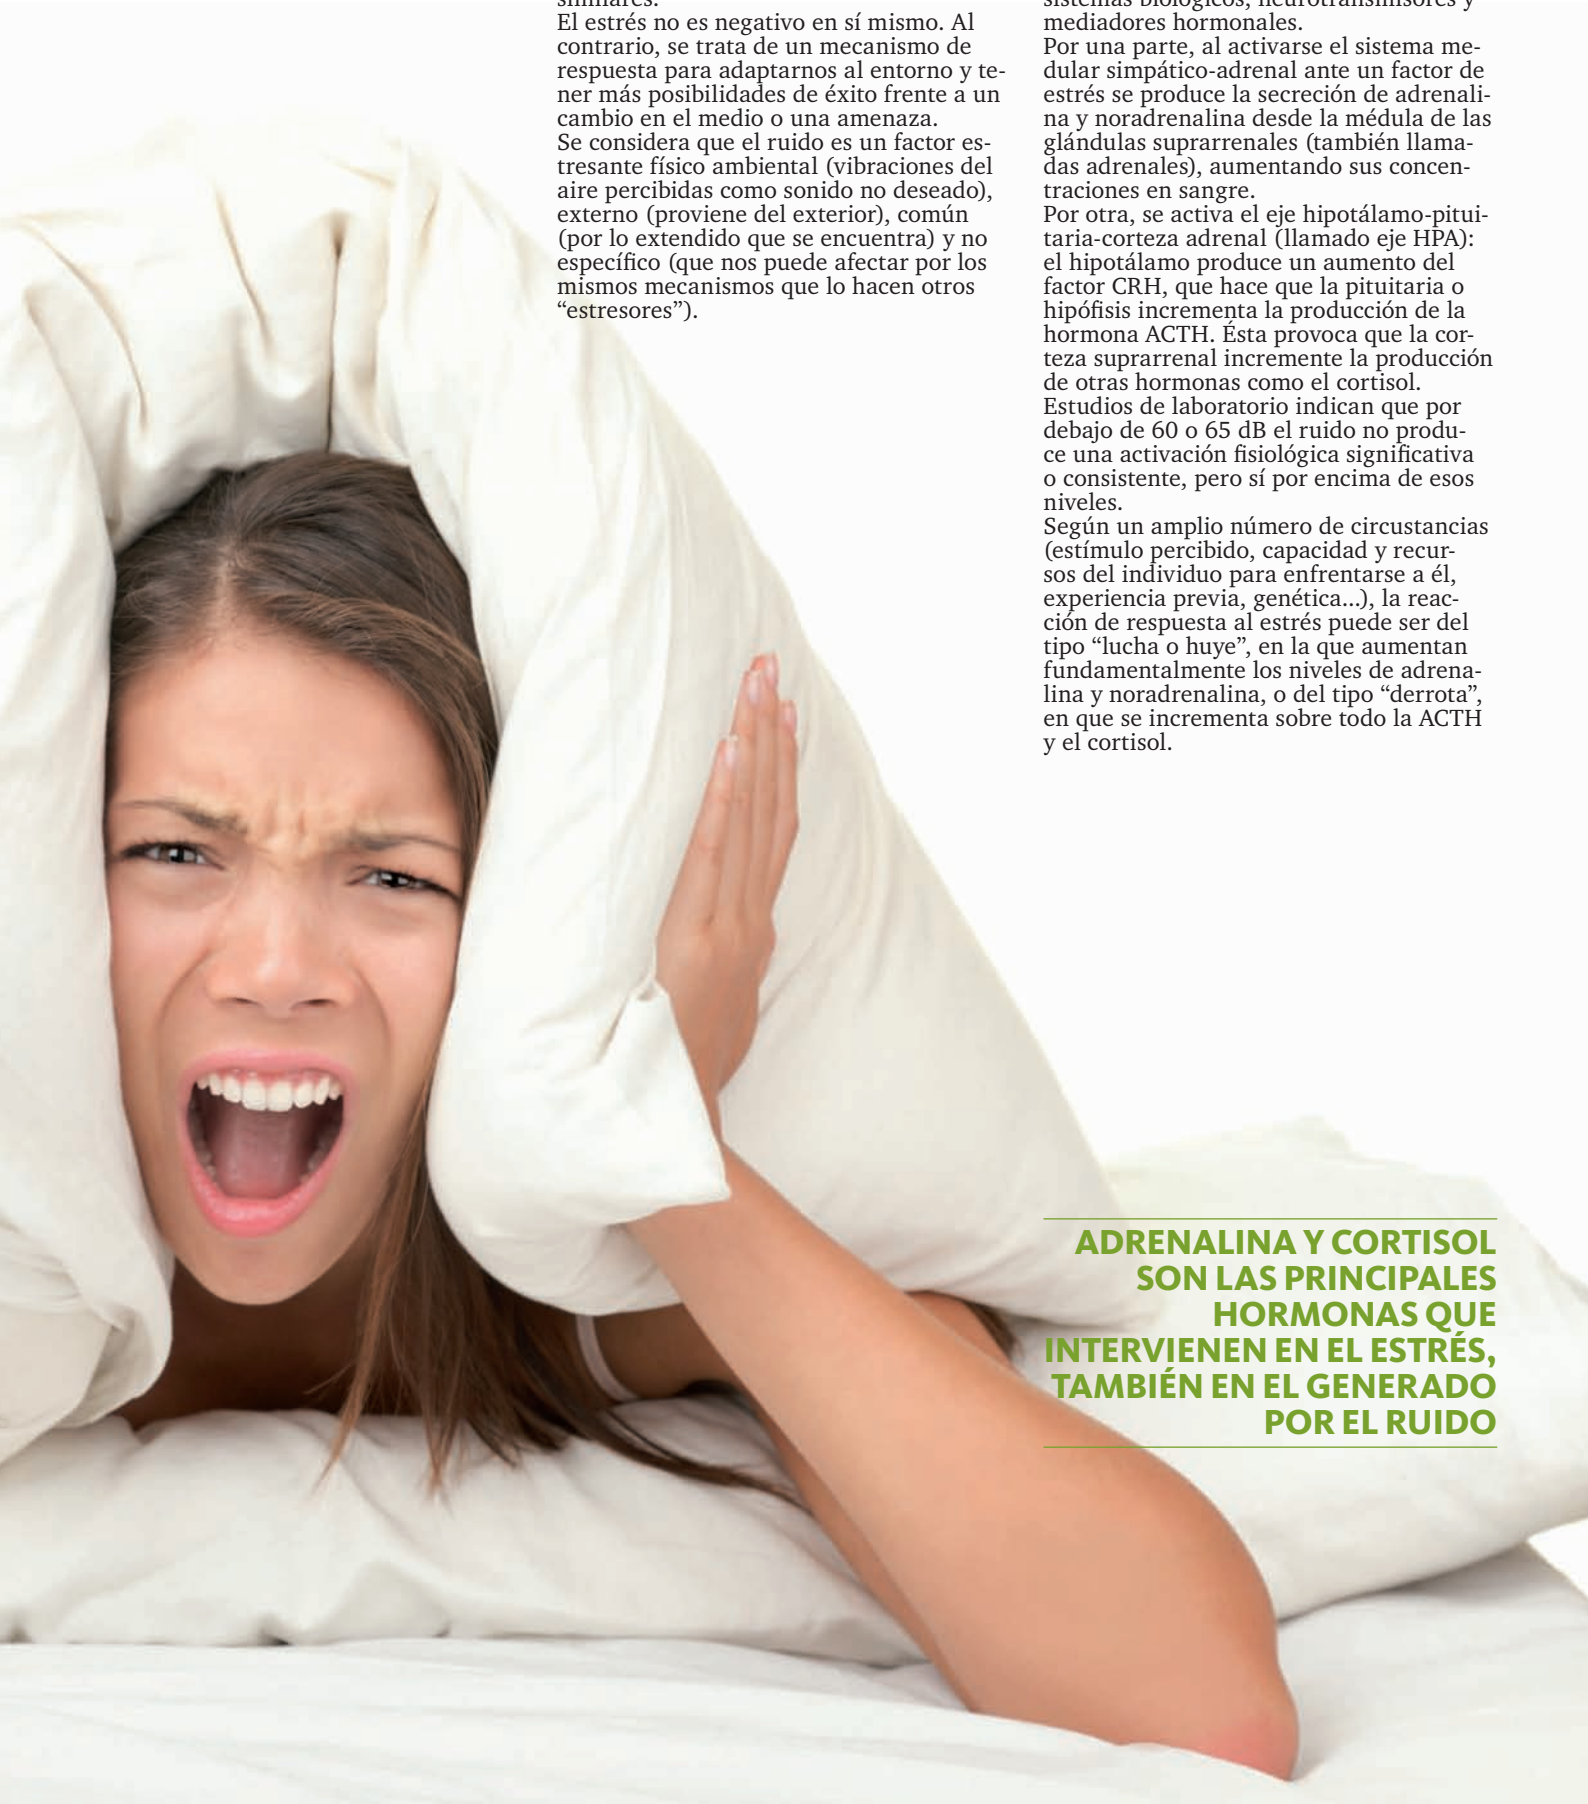 similares.
El estrés no es negativo en sí mismo. Al
contrario, se trata de un mecanismo de
respuesta para adaptarnos al entorno y te-
ner más posibilidades de éxito frente a un
cambio en el medio o una amenaza.
Se considera que el ruido es un factor es-
tresante físico ambiental (vibraciones del
aire percibidas como sonido no deseado),
externo (proviene del exterior), común
(por lo extendido que se encuentra) y no
específico (que nos puede afectar por los
mismos mecanismos que lo hacen otros
“estresores”).
sistemas biológicos, neurotransmisores y
mediadores hormonales.
Por una parte, al activarse el sistema me-
dular simpático-adrenal ante un factor de
estrés se produce la secreción de adrenali-
na y noradrenalina desde la médula de las
glándulas suprarrenales (también llama-
das adrenales), aumentando sus concen-
traciones en sangre.
Por otra, se activa el eje hipotálamo-pitui-
taria-corteza adrenal (llamado eje HPA):
el hipotálamo produce un aumento del
factor CRH, que hace que la pituitaria o
hipófisis incrementa la producción de la
hormona ACTH. Ésta provoca que la cor-
teza suprarrenal incremente la producción
de otras hormonas como el cortisol.
Estudios de laboratorio indican que por
debajo de 60 o 65 dB el ruido no produ-
ce una activación fisiológica significativa
o consistente, pero sí por encima de esos
niveles.
Según un amplio número de circustancias
(estímulo percibido, capacidad y recur-
sos del individuo para enfrentarse a él,
experiencia previa, genética...), la reac-
ción de respuesta al estrés puede ser del
tipo “lucha o huye”, en la que aumentan
fundamentalmente los niveles de adrena-
lina y noradrenalina, o del tipo “derrota”,
en que se incrementa sobre todo la ACTH
y el cortisol.
ADRENALINA Y CORTISOL
SON LAS PRINCIPALES
HORMONAS QUE
INTERVIENEN EN EL ESTRÉS,
TAMBIÉN EN EL GENERADO
POR EL RUIDO